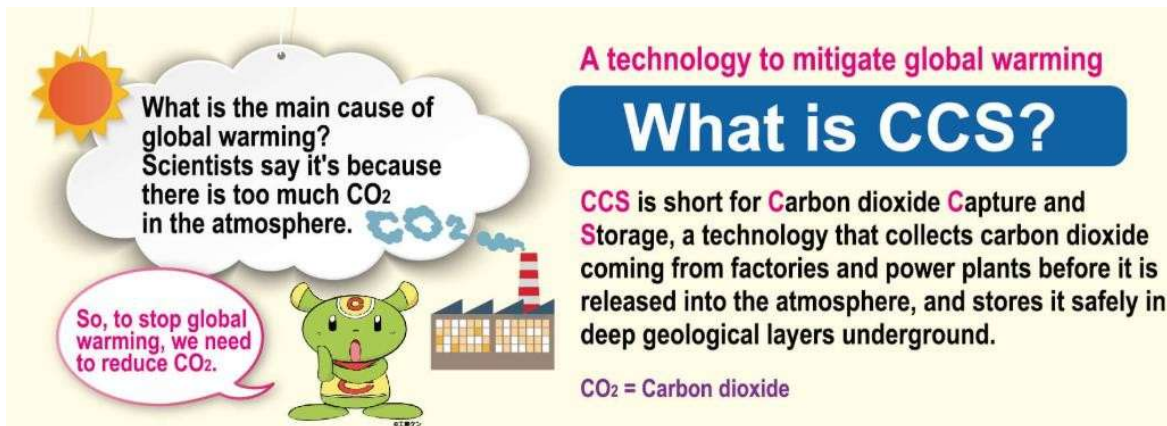 What is the main cause of
global warming?
Scientists say it's because
there is too much CO2
in the atmosphere.
CO2
So, to stop global
warming, we need
to reduce CO2.
A technology to mitigate global warming
What is CCS?
CCS is short for Carbon dioxide Capture and
Storage, a technology that collects carbon dioxide
coming from factories and power plants before it is
released into the atmosphere, and stores it safely in
deep geological layers underground.
CO2 = Carbon dioxide